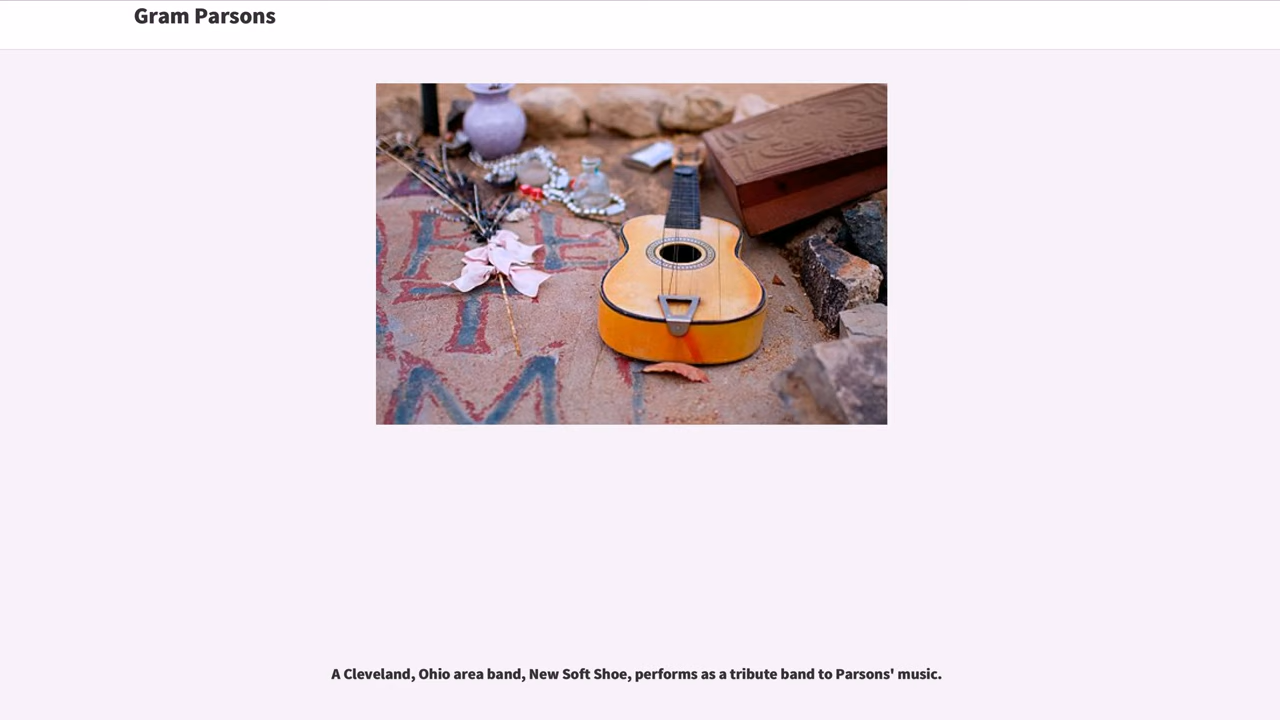 Gram Parsons
A Cleveland, Ohio area band, New Soft Shoe, performs as a tribute band to Parsons' music.